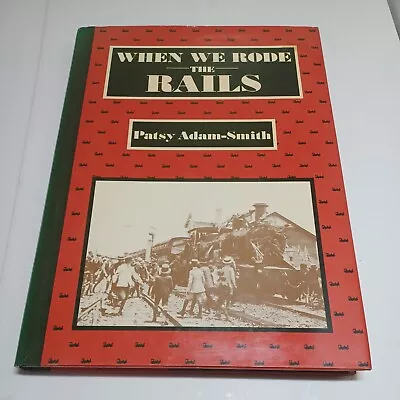 WHEN WE RODE
THE
RAILS
Patsy Adam-Smith